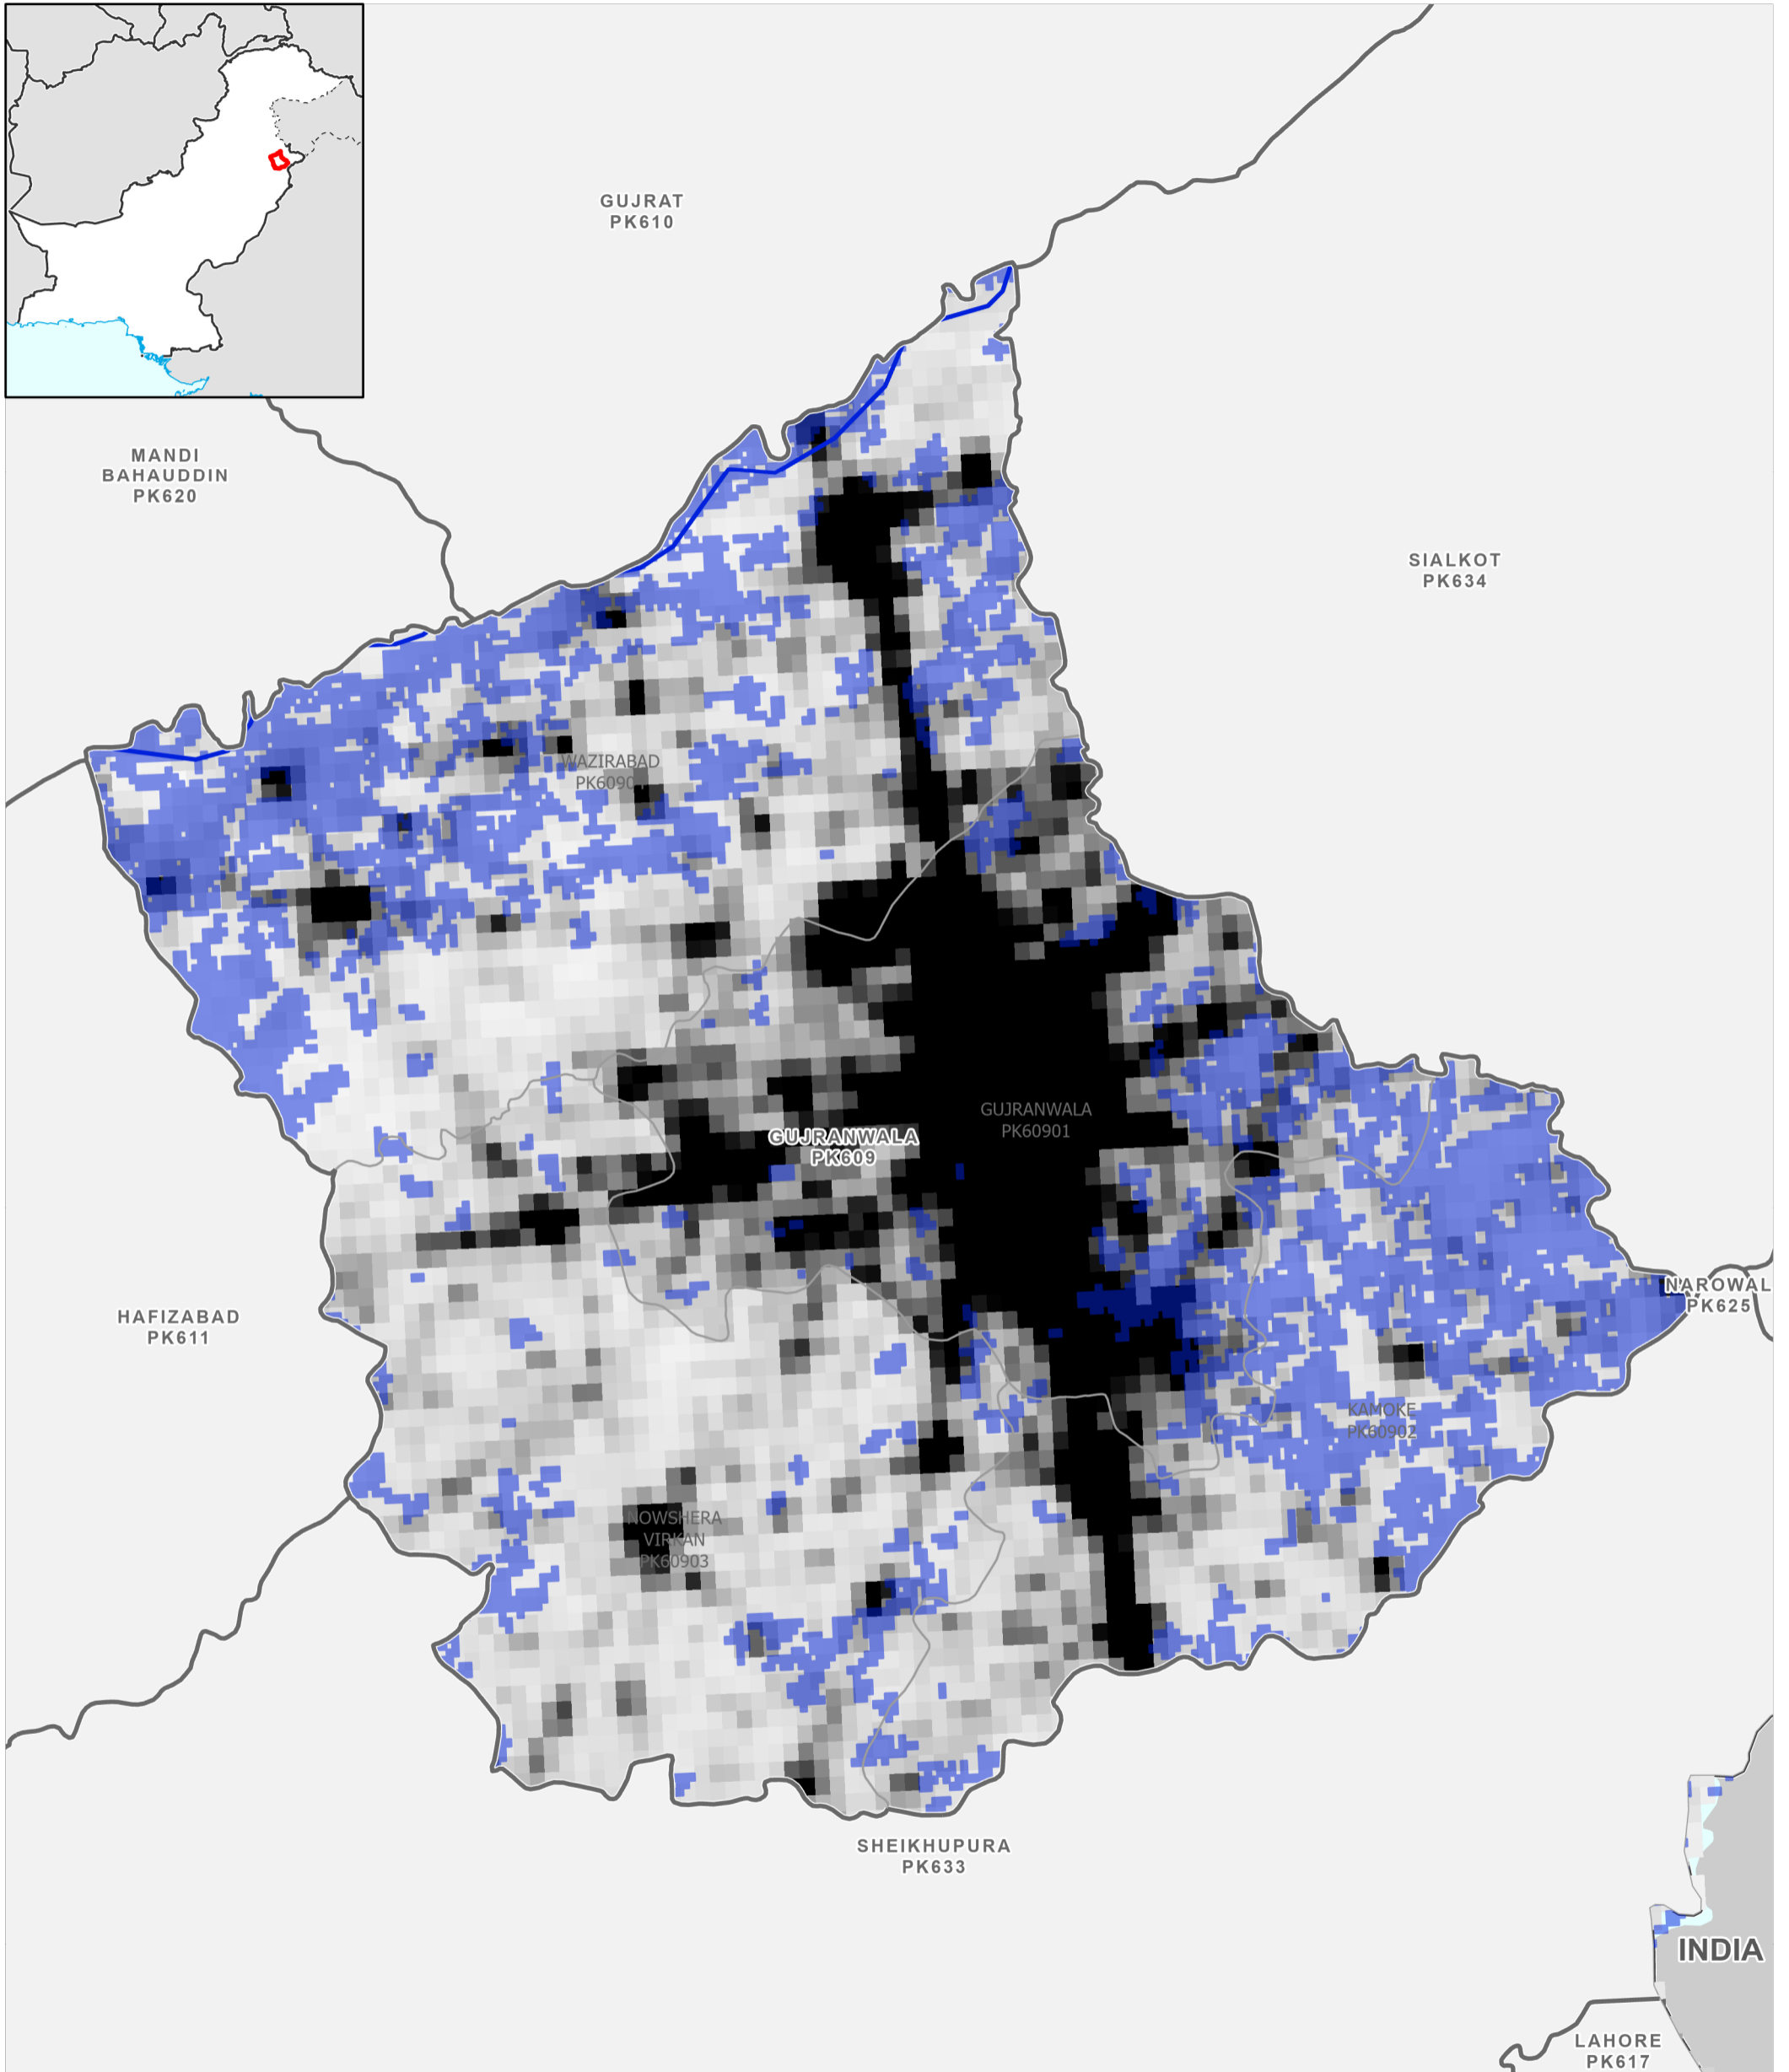 GUJRAT
PK610
MANDI
BAHAUDDIN
PK620
SIALKOT
PK634
WAZIRABAD
PK6090
GUJRANWALA
PK60901
GUJRANWALA
PK609
NAROWAL
PK625
HAFIZABAD
PK611
KAMOKE
PK60902
NOWSHERA
VIRKAN
PK60903
SHEIKHUPURA
PK633
INDIA
LAHORE
PK617